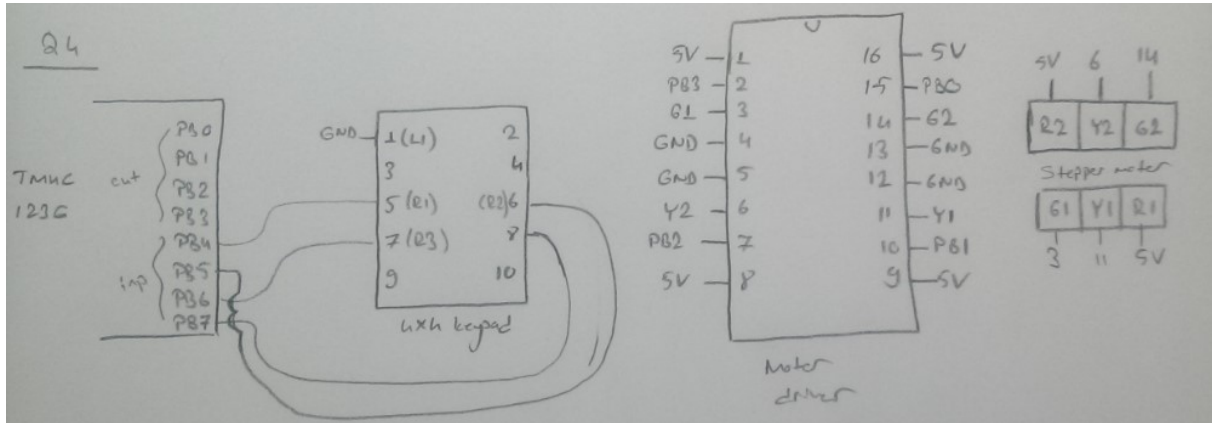 Q4
TM4C
123G
out
inp
PB0
PB1
PB2
PB3
PB4
PB5
PB6
PB7
GND
1(L1) 2
3 4
5(R1) (R2)6
7(R3) 8
9 10
4x4 keypad
5V 1 16 5V
PB3 2 15 PB0
G1 3 14 G2
GND 4 13 GND
GND 5 12 GND
Y2 6 11 Y1
PB2 7 10 PB1
5V 8 9 5V
Motor
driver
5V 6 14
R2 Y2 G2
Stepper motor
G1 Y1 R1
3 11 5V